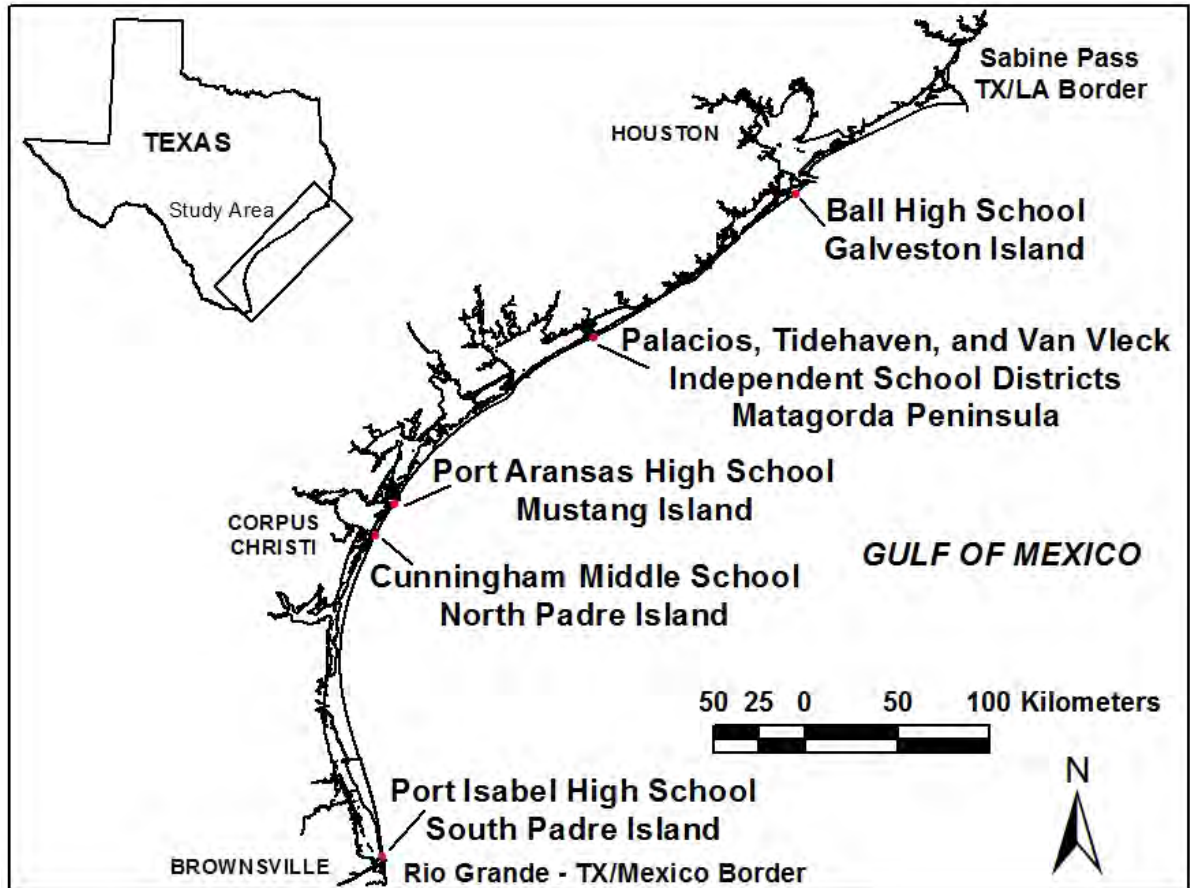 Sabine Pass
TX/LA Border
HOUSTON
TEXAS
Study Area
Ball High School
Galveston Island
Palacios, Tidehaven, and Van Vleck
Independent School Districts
Matagorda Peninsula
Port Aransas High School
Mustang Island
CORPUS
CHRISTI
GULF OF MEXICO
Cunningham Middle School
North Padre Island
50 25 0 50 100 Kilometers
N
Port Isabel High School
South Padre Island
BROWNSVILLE
Rio Grande - TX/Mexico Border